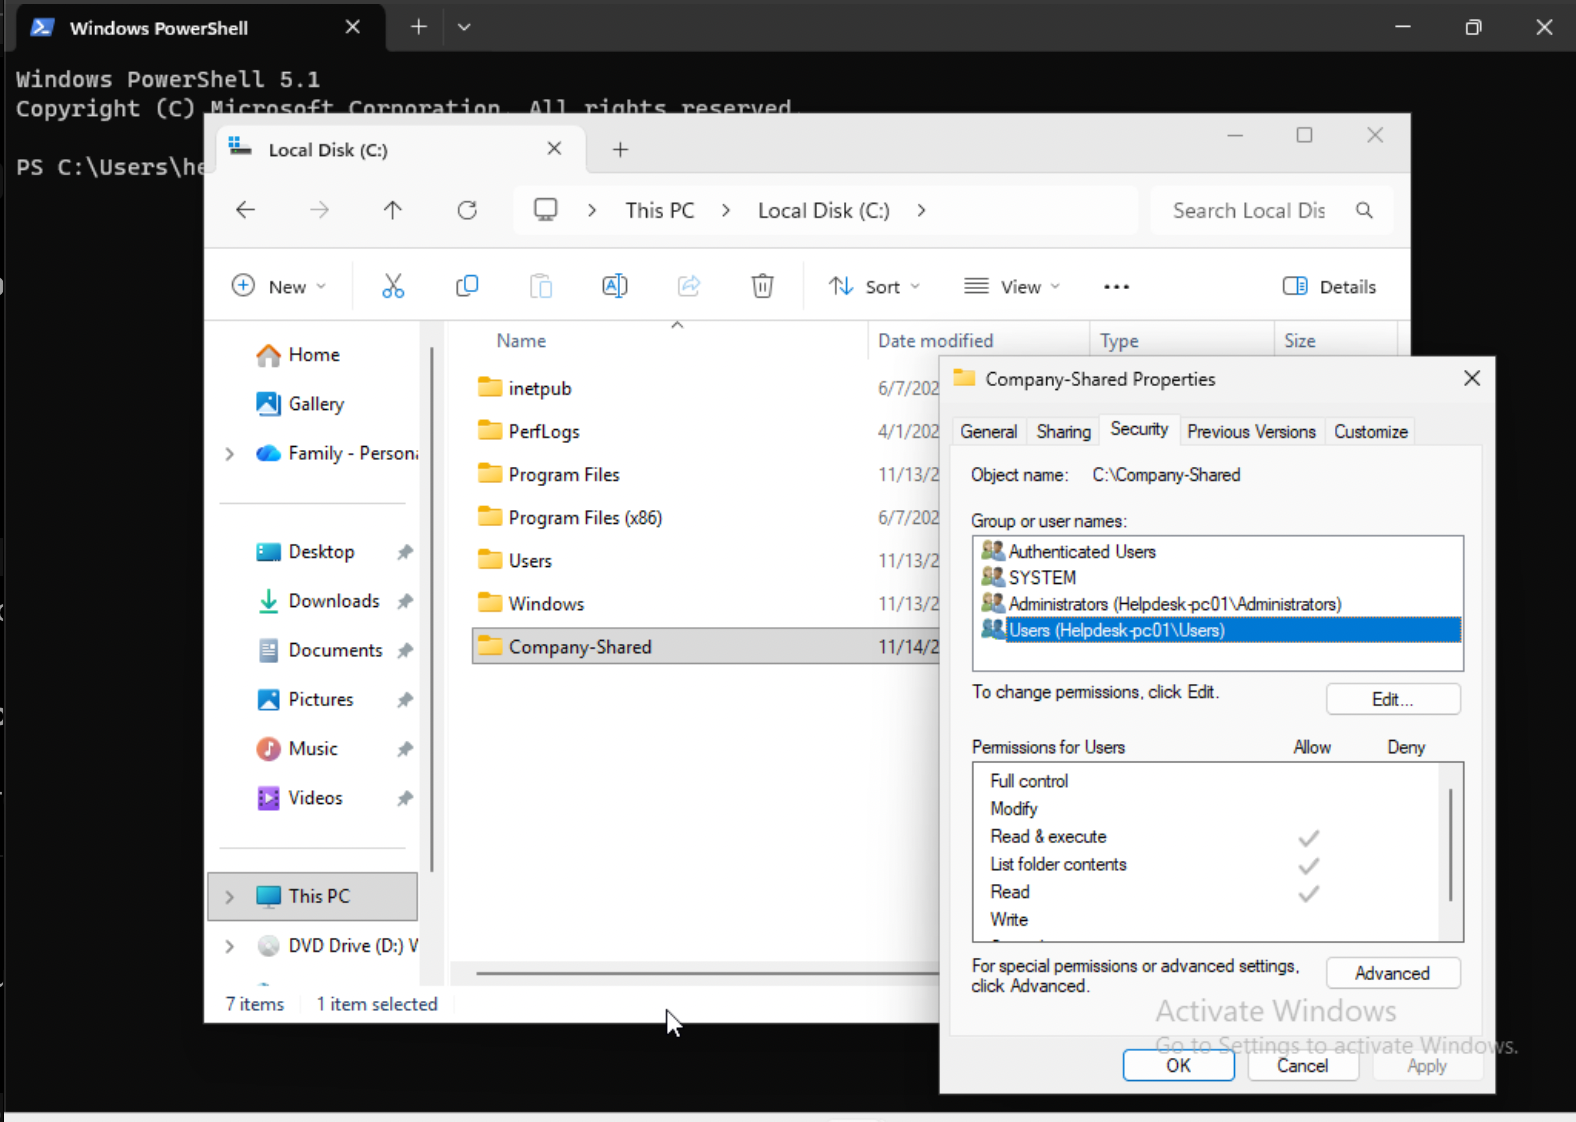 Windows PowerShell
Windows PowerShell 5.1
Copyright (C) Microsoft Corporation. All rights reserved.
PS C:\Users\he
Local Disk (C:)
This PC > Local Disk (C:) >
Search Local Dis
New
Sort
View
Details
Name
Date modified
Type
Size
Home
Gallery
Family - Persona
Desktop
Downloads
Documents
Pictures
Music
Videos
This PC
DVD Drive (D:) W
inetpub 6/7/202
PerfLogs 4/1/202
Program Files 11/13/2
Program Files (x86) 6/7/202
Users 11/13/2
Windows 11/13/2
Company-Shared 11/14/2
7 items 1 item selected
Company-Shared Properties
General Sharing Security Previous Versions Customize
Object name: C:\Company-Shared
Group or user names:
Authenticated Users
SYSTEM
Administrators (Helpdesk-pc01\Administrators)
Users (Helpdesk-pc01\Users)
To change permissions, click Edit.
Edit...
Permissions for Users Allow Deny
Full control
Modify
Read & execute
List folder contents
Read
Write
For special permissions or advanced settings,
click Advanced.
Advanced
Activate Windows
Go to Settings to activate Windows.
OK Cancel Apply